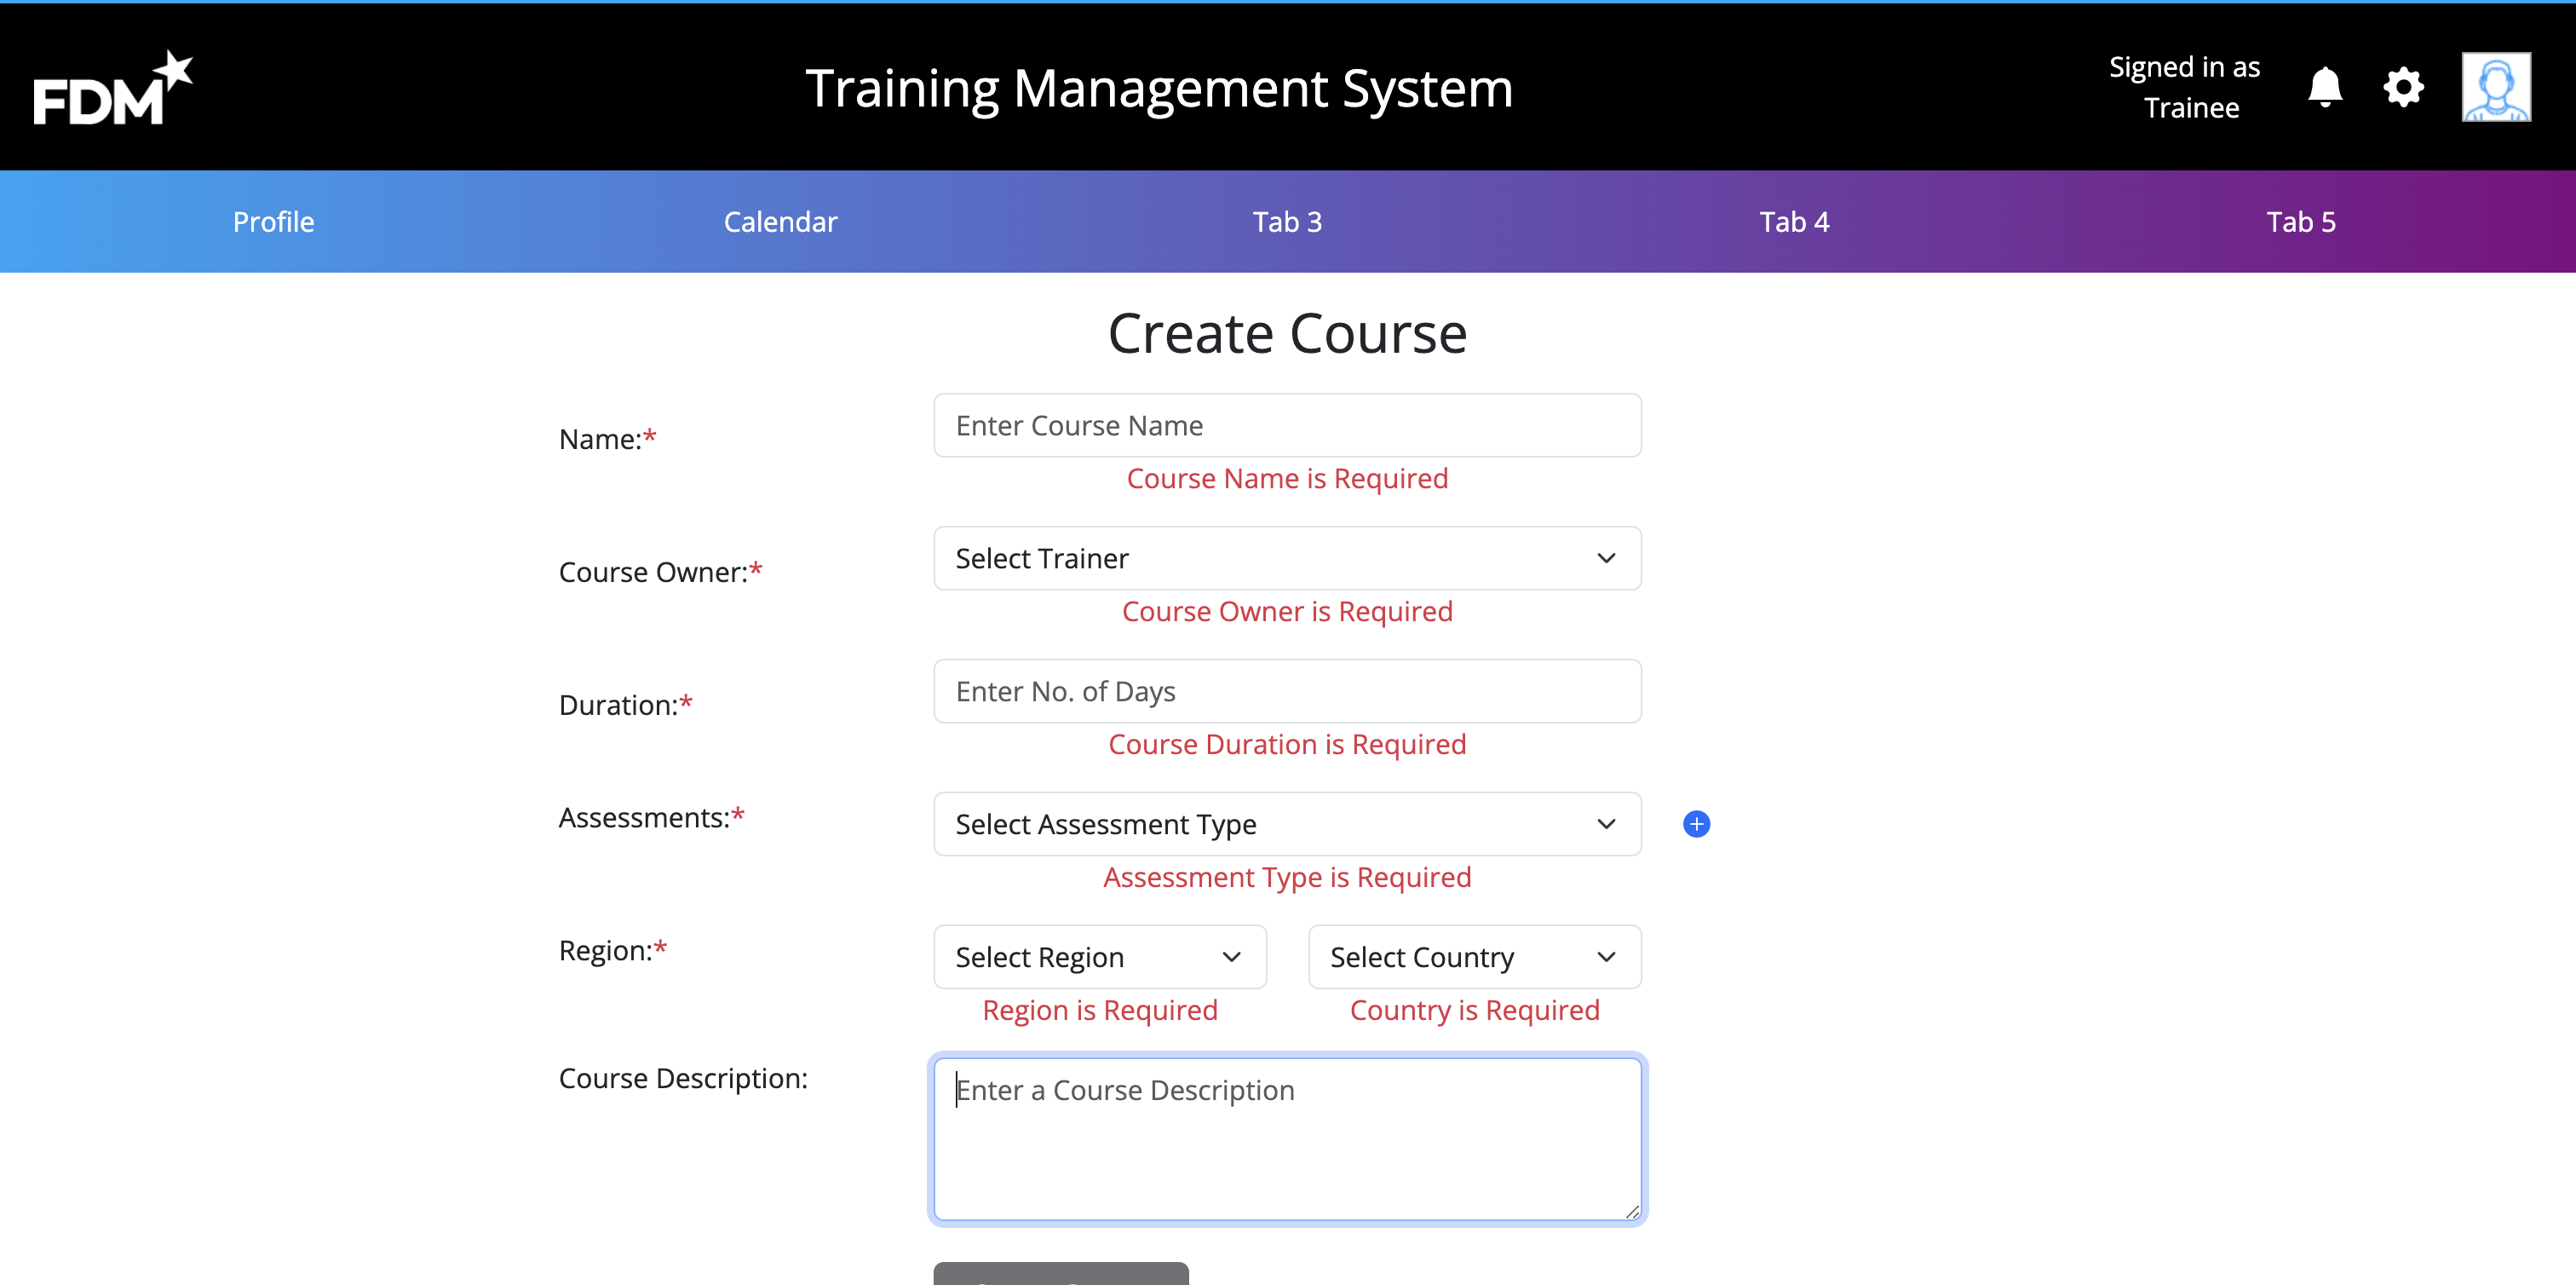 FDM
Training Management System
Signed in as
Trainee
Profile
Calendar
Tab 3
Tab 4
Tab 5
Create Course
Name:*
Enter Course Name
Course Name is Required
Course Owner:*
Select Trainer
Course Owner is Required
Duration:*
Enter No. of Days
Course Duration is Required
Assessments:*
Select Assessment Type
Assessment Type is Required
Region:*
Select Region
Select Country
Region is Required
Country is Required
Course Description:
Enter a Course Description